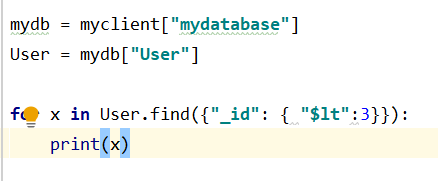 mydb = myclient["mydatabase"]
User = mydb["User"]
for x in User.find({"_id": { "$lt":3}}):
    print(x)